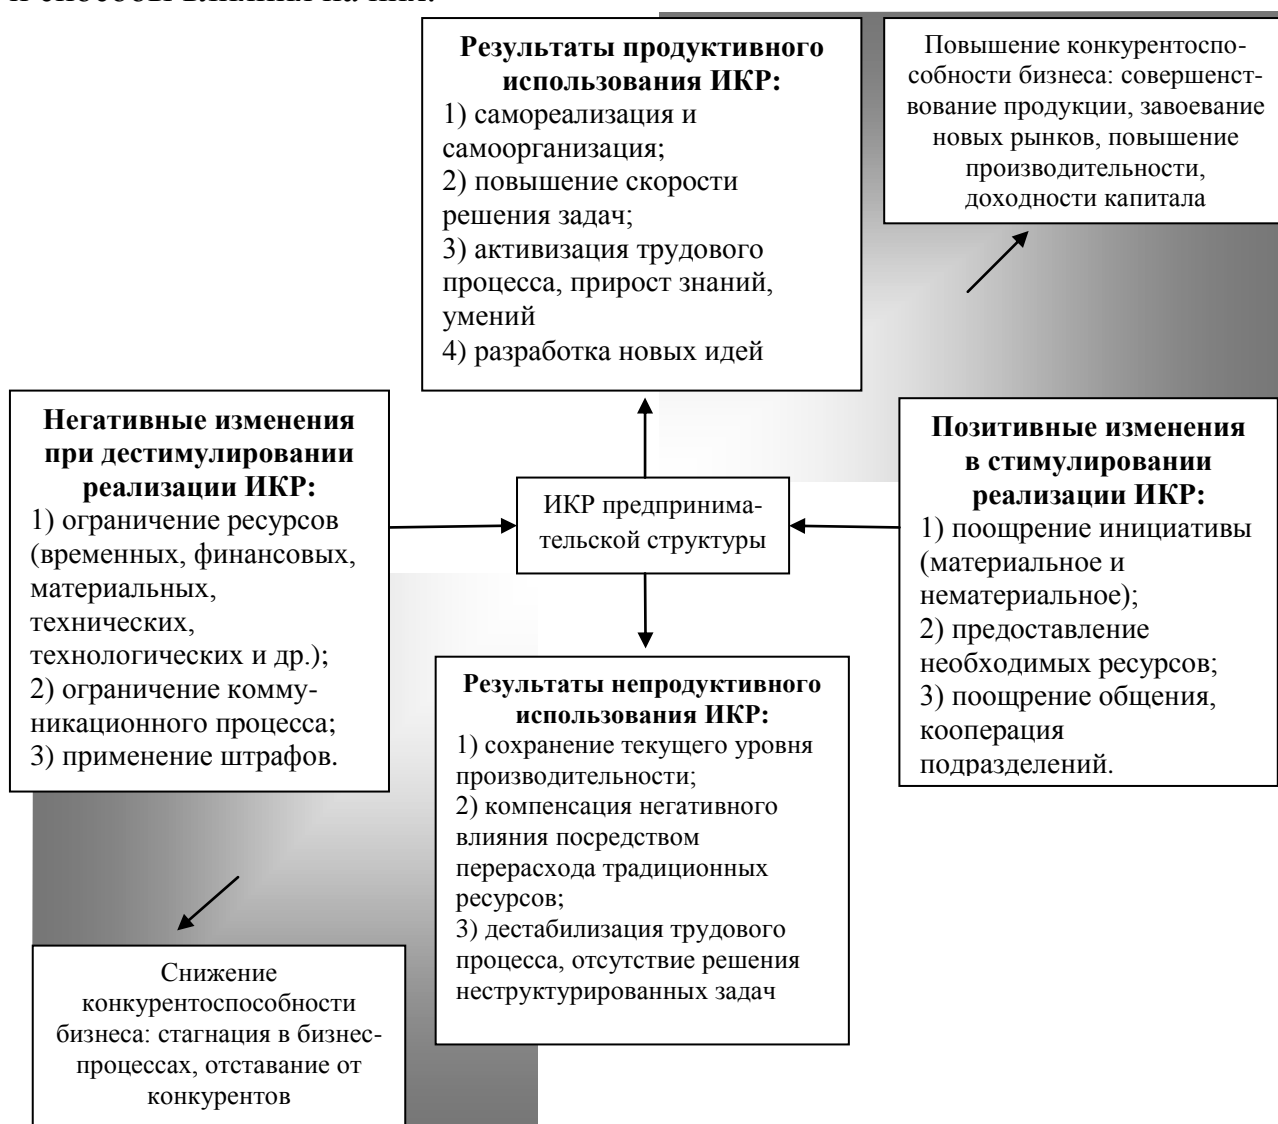 и способы влияния на них.
Результаты продуктивного
использования ИКР:
1) самореализация и
самоорганизация;
2) повышение скорости
решения задач;
3) активизация трудового
процесса, прирост знаний,
умений
4) разработка новых идей
Повышение конкурентоспо-
собности бизнеса: совершенст-
вование продукции, завоевание
новых рынков, повышение
производительности,
доходности капитала
Негативные изменения
при дестимулировании
реализации ИКР:
1) ограничение ресурсов
(временных, финансовых,
материальных,
технических,
технологических и др.);
2) ограничение комму-
никационного процесса;
3) применение штрафов.
ИКР предпринима-
тельской структуры
Позитивные изменения
в стимулировании
реализации ИКР:
1) поощрение инициативы
(материальное и
нематериальное);
2) предоставление
необходимых ресурсов;
3) поощрение общения,
кооперация
подразделений.
Результаты непродуктивного
использования ИКР:
1) сохранение текущего уровня
производительности;
2) компенсация негативного
влияния посредством
перерасхода традиционных
ресурсов;
3) дестабилизация трудового
процесса, отсутствие решения
неструктурированных задач
Снижение
конкурентоспособности
бизнеса: стагнация в бизнес-
процессах, отставание от
конкурентов